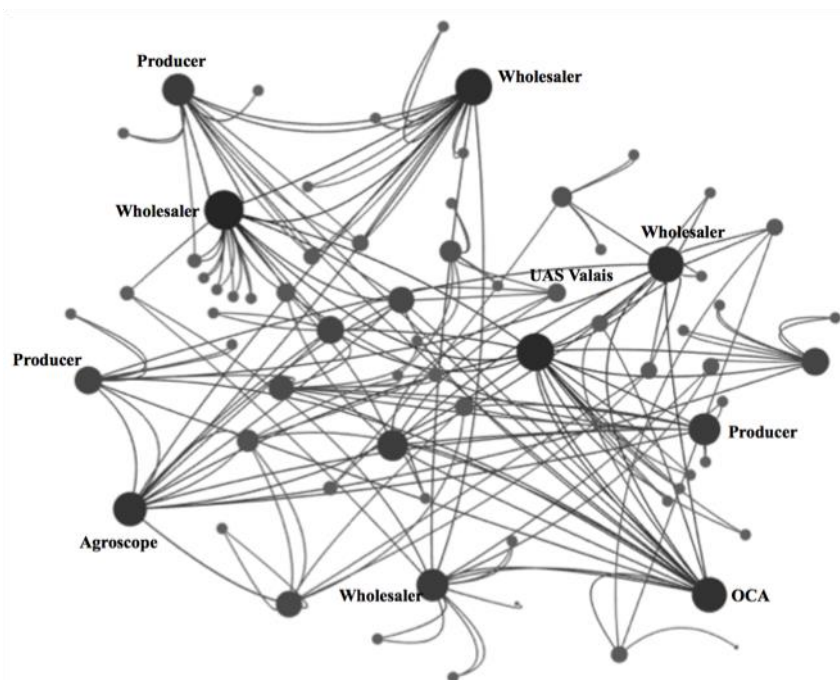 Producer
Wholesaler
Wholesaler
Wholesaler
UAS Valais
Producer
Producer
Agroscope
Wholesaler
OCA